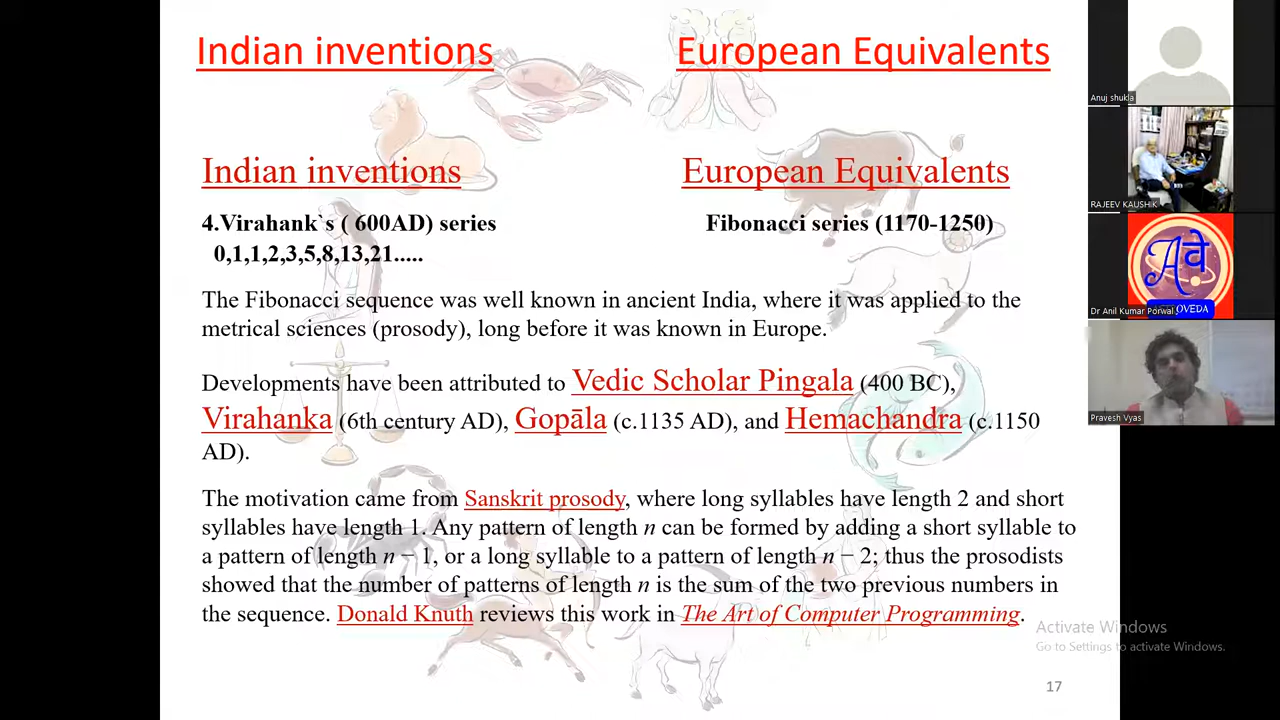 Indian inventions European Equivalents
Indian inventions European Equivalents
4.Virahank`s ( 600AD) series Fibonacci series (1170-1250)
0,1,1,2,3,5,8,13,21.....
The Fibonacci sequence was well known in ancient India, where it was applied to the
metrical sciences (prosody), long before it was known in Europe.
Developments have been attributed to Vedic Scholar Pingala (400 BC),
Virahanka (6th century AD), Gopāla (c.1135 AD), and Hemachandra (c.1150
AD).
The motivation came from Sanskrit prosody, where long syllables have length 2 and short
syllables have length 1. Any pattern of length n can be formed by adding a short syllable to
a pattern of length n − 1, or a long syllable to a pattern of length n − 2; thus the prosodists
showed that the number of patterns of length n is the sum of the two previous numbers in
the sequence. Donald Knuth reviews this work in The Art of Computer Programming.
Activate Windows
Go to Settings to activate Windows.
17
Anuj shukla
RAJEEV KAUSHIK
Aवे
Dr Anil Kumar Porwal
Pravesh Vyas